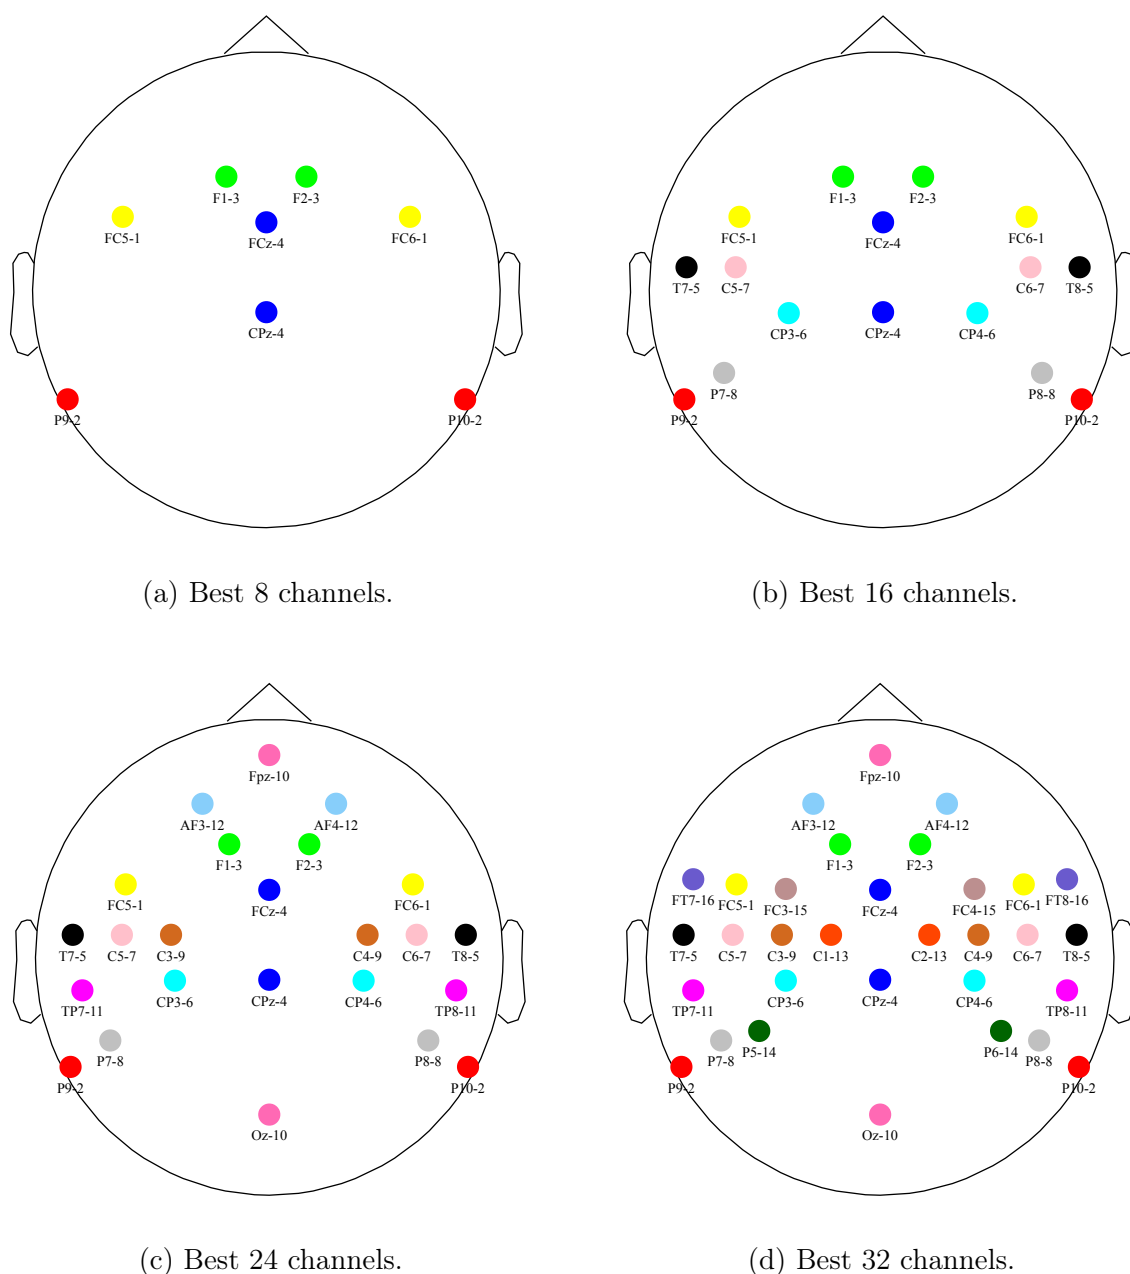 F1-3 F2-3
FC5-1 FCz-4 FC6-1
CPz-4
P9-2 P10-2
(a) Best 8 channels.
F1-3 F2-3
FC5-1 FCz-4 FC6-1
T7-5 C5-7 C6-7 T8-5
CP3-6 CPz-4 CP4-6
P7-8 P8-8
P9-2 P10-2
(b) Best 16 channels.
Fpz-10
AF3-12 AF4-12
F1-3 F2-3
FC5-1 FCz-4 FC6-1
T7-5 C5-7 C3-9 C4-9 C6-7 T8-5
TP7-11 CP3-6 CPz-4 CP4-6 TP8-11
P7-8 P8-8
P9-2 P10-2
Oz-10
(c) Best 24 channels.
Fpz-10
AF3-12 AF4-12
F1-3 F2-3
FT7-16 FC5-1 FC3-15 FCz-4 FC4-15 FC6-1 FT8-16
T7-5 C5-7 C3-9 C1-13 C2-13 C4-9 C6-7 T8-5
TP7-11 CP3-6 CPz-4 CP4-6 TP8-11
P7-8 P5-14 P6-14 P8-8
P9-2 P10-2
Oz-10
(d) Best 32 channels.